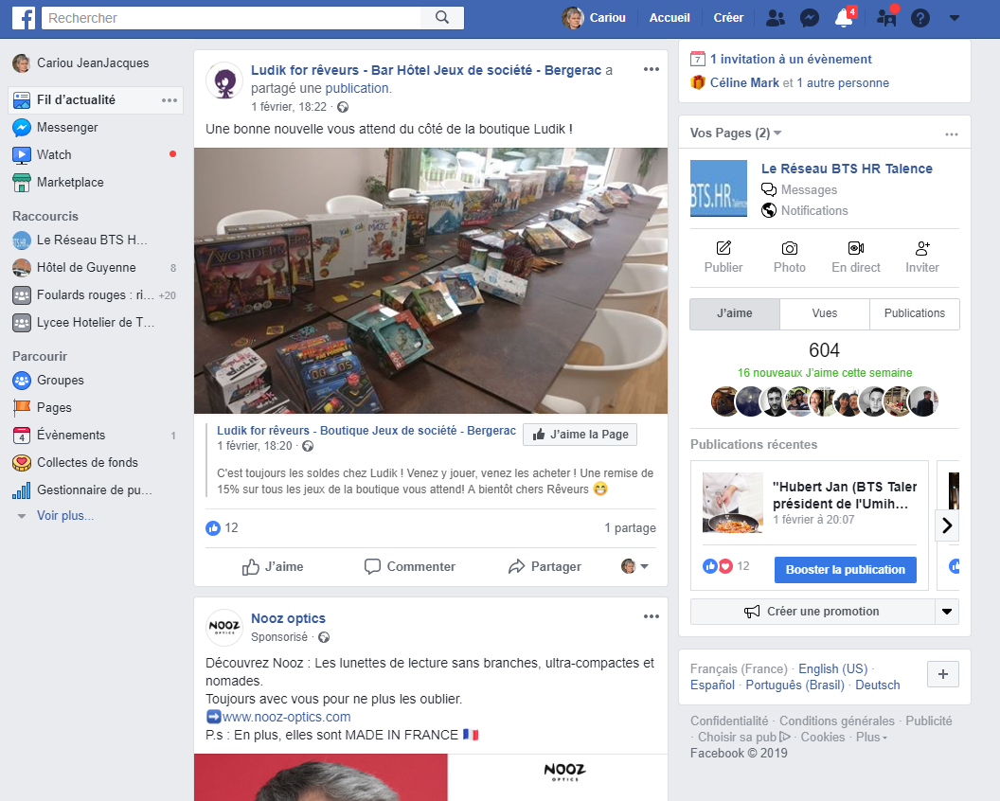 Rechercher
Cariou
Accueil
Créer
4
Cariou JeanJacques
Fil d’actualité
Messenger
Watch
Marketplace
Raccourcis
Le Réseau BTS H...
Hôtel de Guyenne 8
Foulards rouges : ri... +20
Lycee Hotelier de T...
Parcourir
Groupes
Pages
4 Évènements 1
Collectes de fonds
Gestionnaire de pu...
Voir plus...
Ludik for rêveurs - Bar Hôtel Jeux de société - Bergerac a
partagé une publication.
1 février, 18:22 ·
Une bonne nouvelle vous attend du côté de la boutique Ludik !
7 WONDERS
MAZE
Ludik for rêveurs - Boutique Jeux de société - Bergerac
J’aime la Page
1 février, 18:20 ·
C'est toujours les soldes chez Ludik ! Venez y jouer, venez les acheter ! Une remise de
15% sur tous les jeux de la boutique vous attend! A bientôt chers Rêveurs 😁
12
1 partage
J’aime
Commenter
Partager
NOOZ
OPTICS
Nooz optics
Sponsorisé ·
Découvrez Nooz : Les lunettes de lecture sans branches, ultra-compactes et
nomades.
Toujours avec vous pour ne plus les oublier.
➡www.nooz-optics.com
P.s : En plus, elles sont MADE IN FRANCE 🇫🇷
NOOZ
OPTICS
7 1 invitation à un évènement
Céline Mark et 1 autre personne
Vos Pages (2)
BTS.HR Talence
Le Réseau BTS HR Talence
Messages
Notifications
Publier
Photo
En direct
Inviter
J’aime
Vues
Publications
604
16 nouveaux J’aime cette semaine
Publications récentes
"Hubert Jan (BTS Taler
président de l'Umih…
1 février à 20:07
12
Booster la publication
Créer une promotion
Français (France) · English (US) ·
Español · Português (Brasil) · Deutsch
Confidentialité · Conditions générales · Publicité
· Choisir sa pub · Cookies · Plus
Facebook © 2019